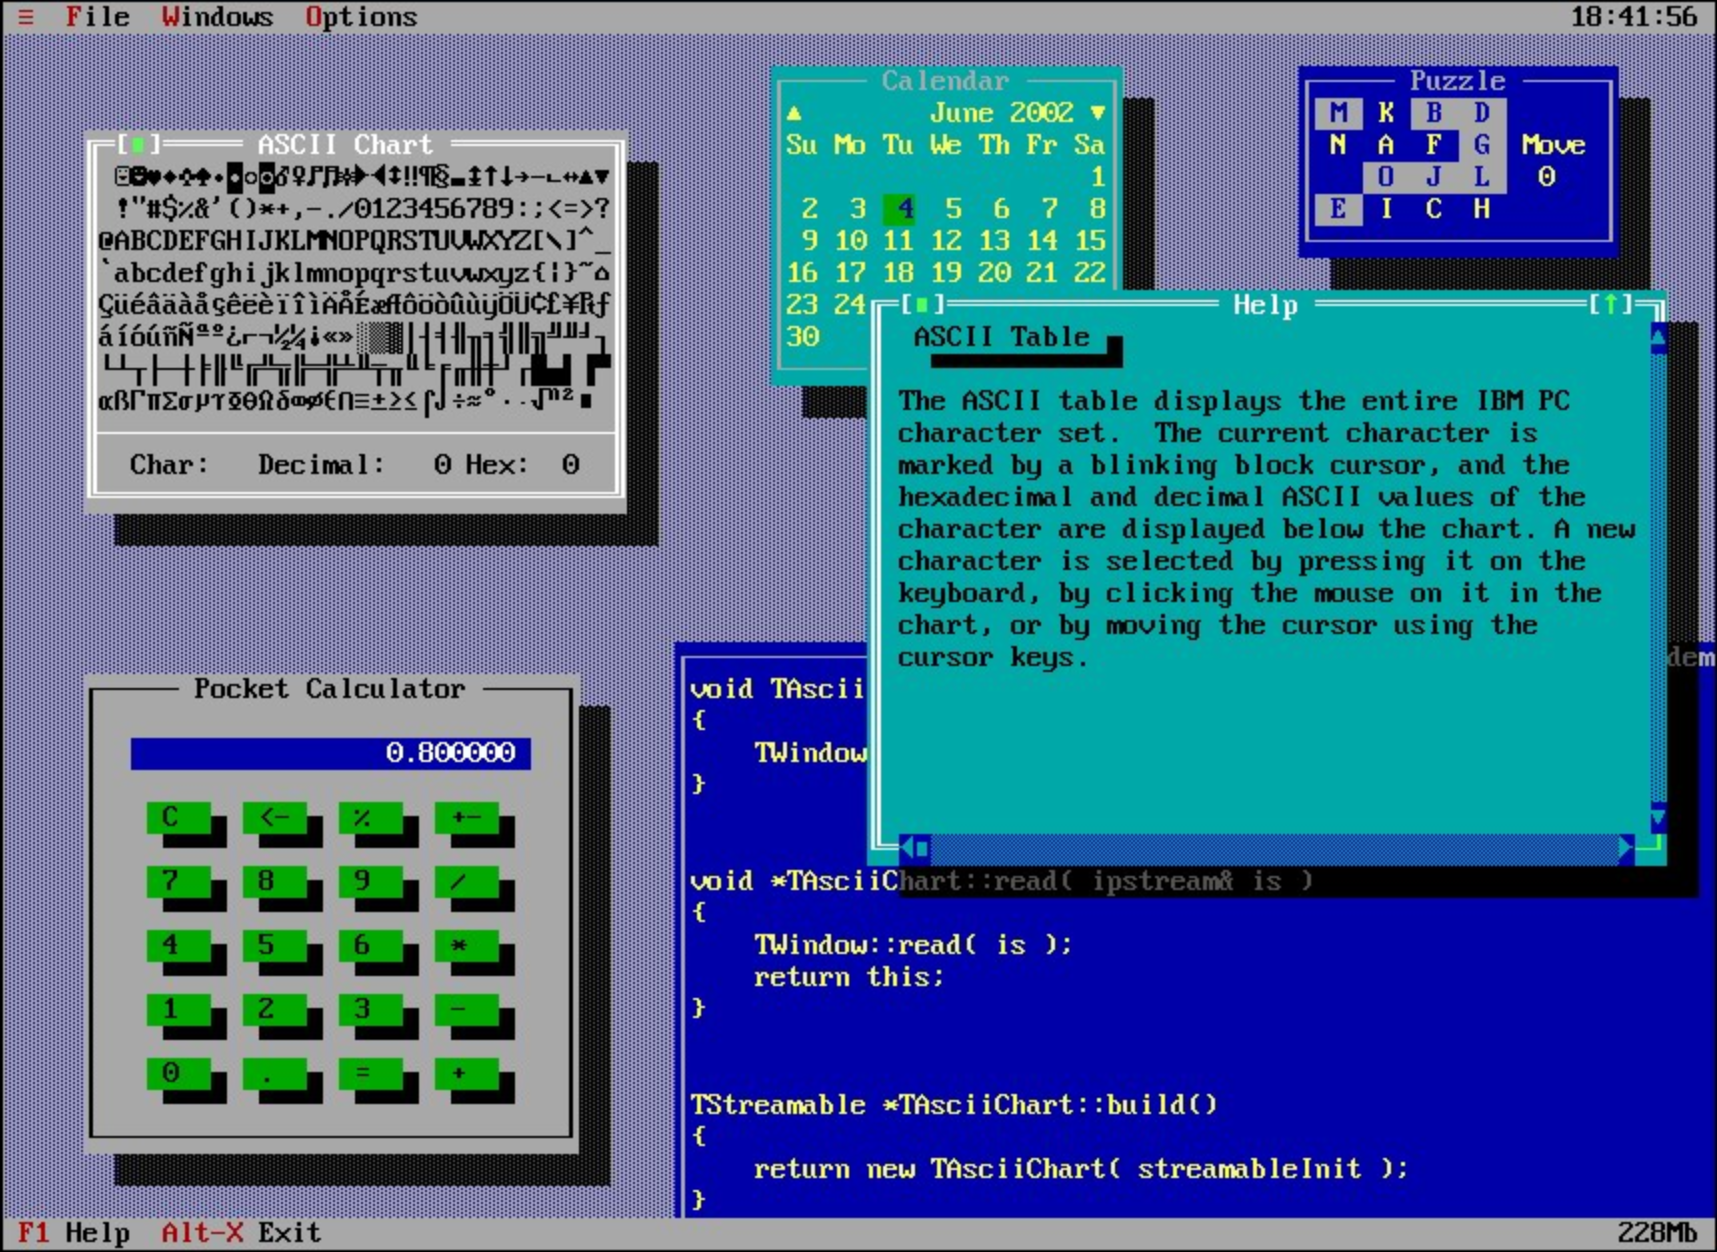 ≡ File Windows Options 18:41:56
Calendar
▲ June 2002 ▼
Su Mo Tu We Th Fr Sa
1
2 3 4 5 6 7 8
9 10 11 12 13 14 15
16 17 18 19 20 21 22
23 24
30
Puzzle
M K B D
N A F G Move
O J L 0
E I C H
ASCII Chart
!"#$%&'()*+,-./0123456789:;<=>?
@ABCDEFGHIJKLMNOPQRSTUVWXYZ[\]^_
`abcdefghijklmnopqrstuvwxyz{¦}~⌂
Char: Decimal: 0 Hex: 0
Help
ASCII Table
The ASCII table displays the entire IBM PC
character set. The current character is
marked by a blinking block cursor, and the
hexadecimal and decimal ASCII values of the
character are displayed below the chart. A new
character is selected by pressing it on the
keyboard, by clicking the mouse on it in the
chart, or by moving the cursor using the
cursor keys.
Pocket Calculator
0.800000
C <- % +-
7 8 9 /
4 5 6 *
1 2 3 -
0 . = +
dem
void TAscii
{
TWindow
}
void *TAsciiChart::read( ipstream& is )
{
TWindow::read( is );
return this;
}
TStreamable *TAsciiChart::build()
{
return new TAsciiChart( streamableInit );
}
F1 Help Alt-X Exit 228Mb